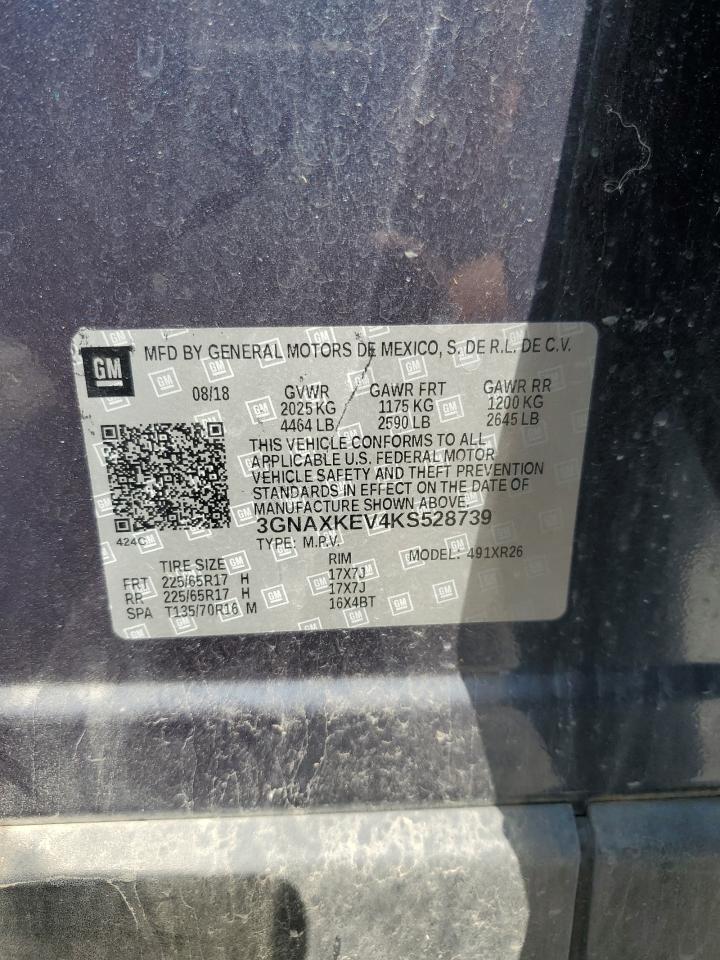 GM
MFD BY GENERAL MOTORS DE MEXICO, S. DE R.L. DE C.V.
08/18 GVWR GAWR FRT GAWR RR
2025 KG 1175 KG 1200 KG
4464 LB 2590 LB 2645 LB
THIS VEHICLE CONFORMS TO ALL
APPLICABLE U.S. FEDERAL MOTOR
VEHICLE SAFETY AND THEFT PREVENTION
STANDARDS IN EFFECT ON THE DATE OF
MANUFACTURE SHOWN ABOVE.
3GNAXKEV4KS528739
424C
TYPE: M.P.V. MODEL: 491XR26
TIRE SIZE RIM
FRT 225/65R17 H 17X7J
RR 225/65R17 H 17X7J
SPA T135/70R16 M 16X4BT